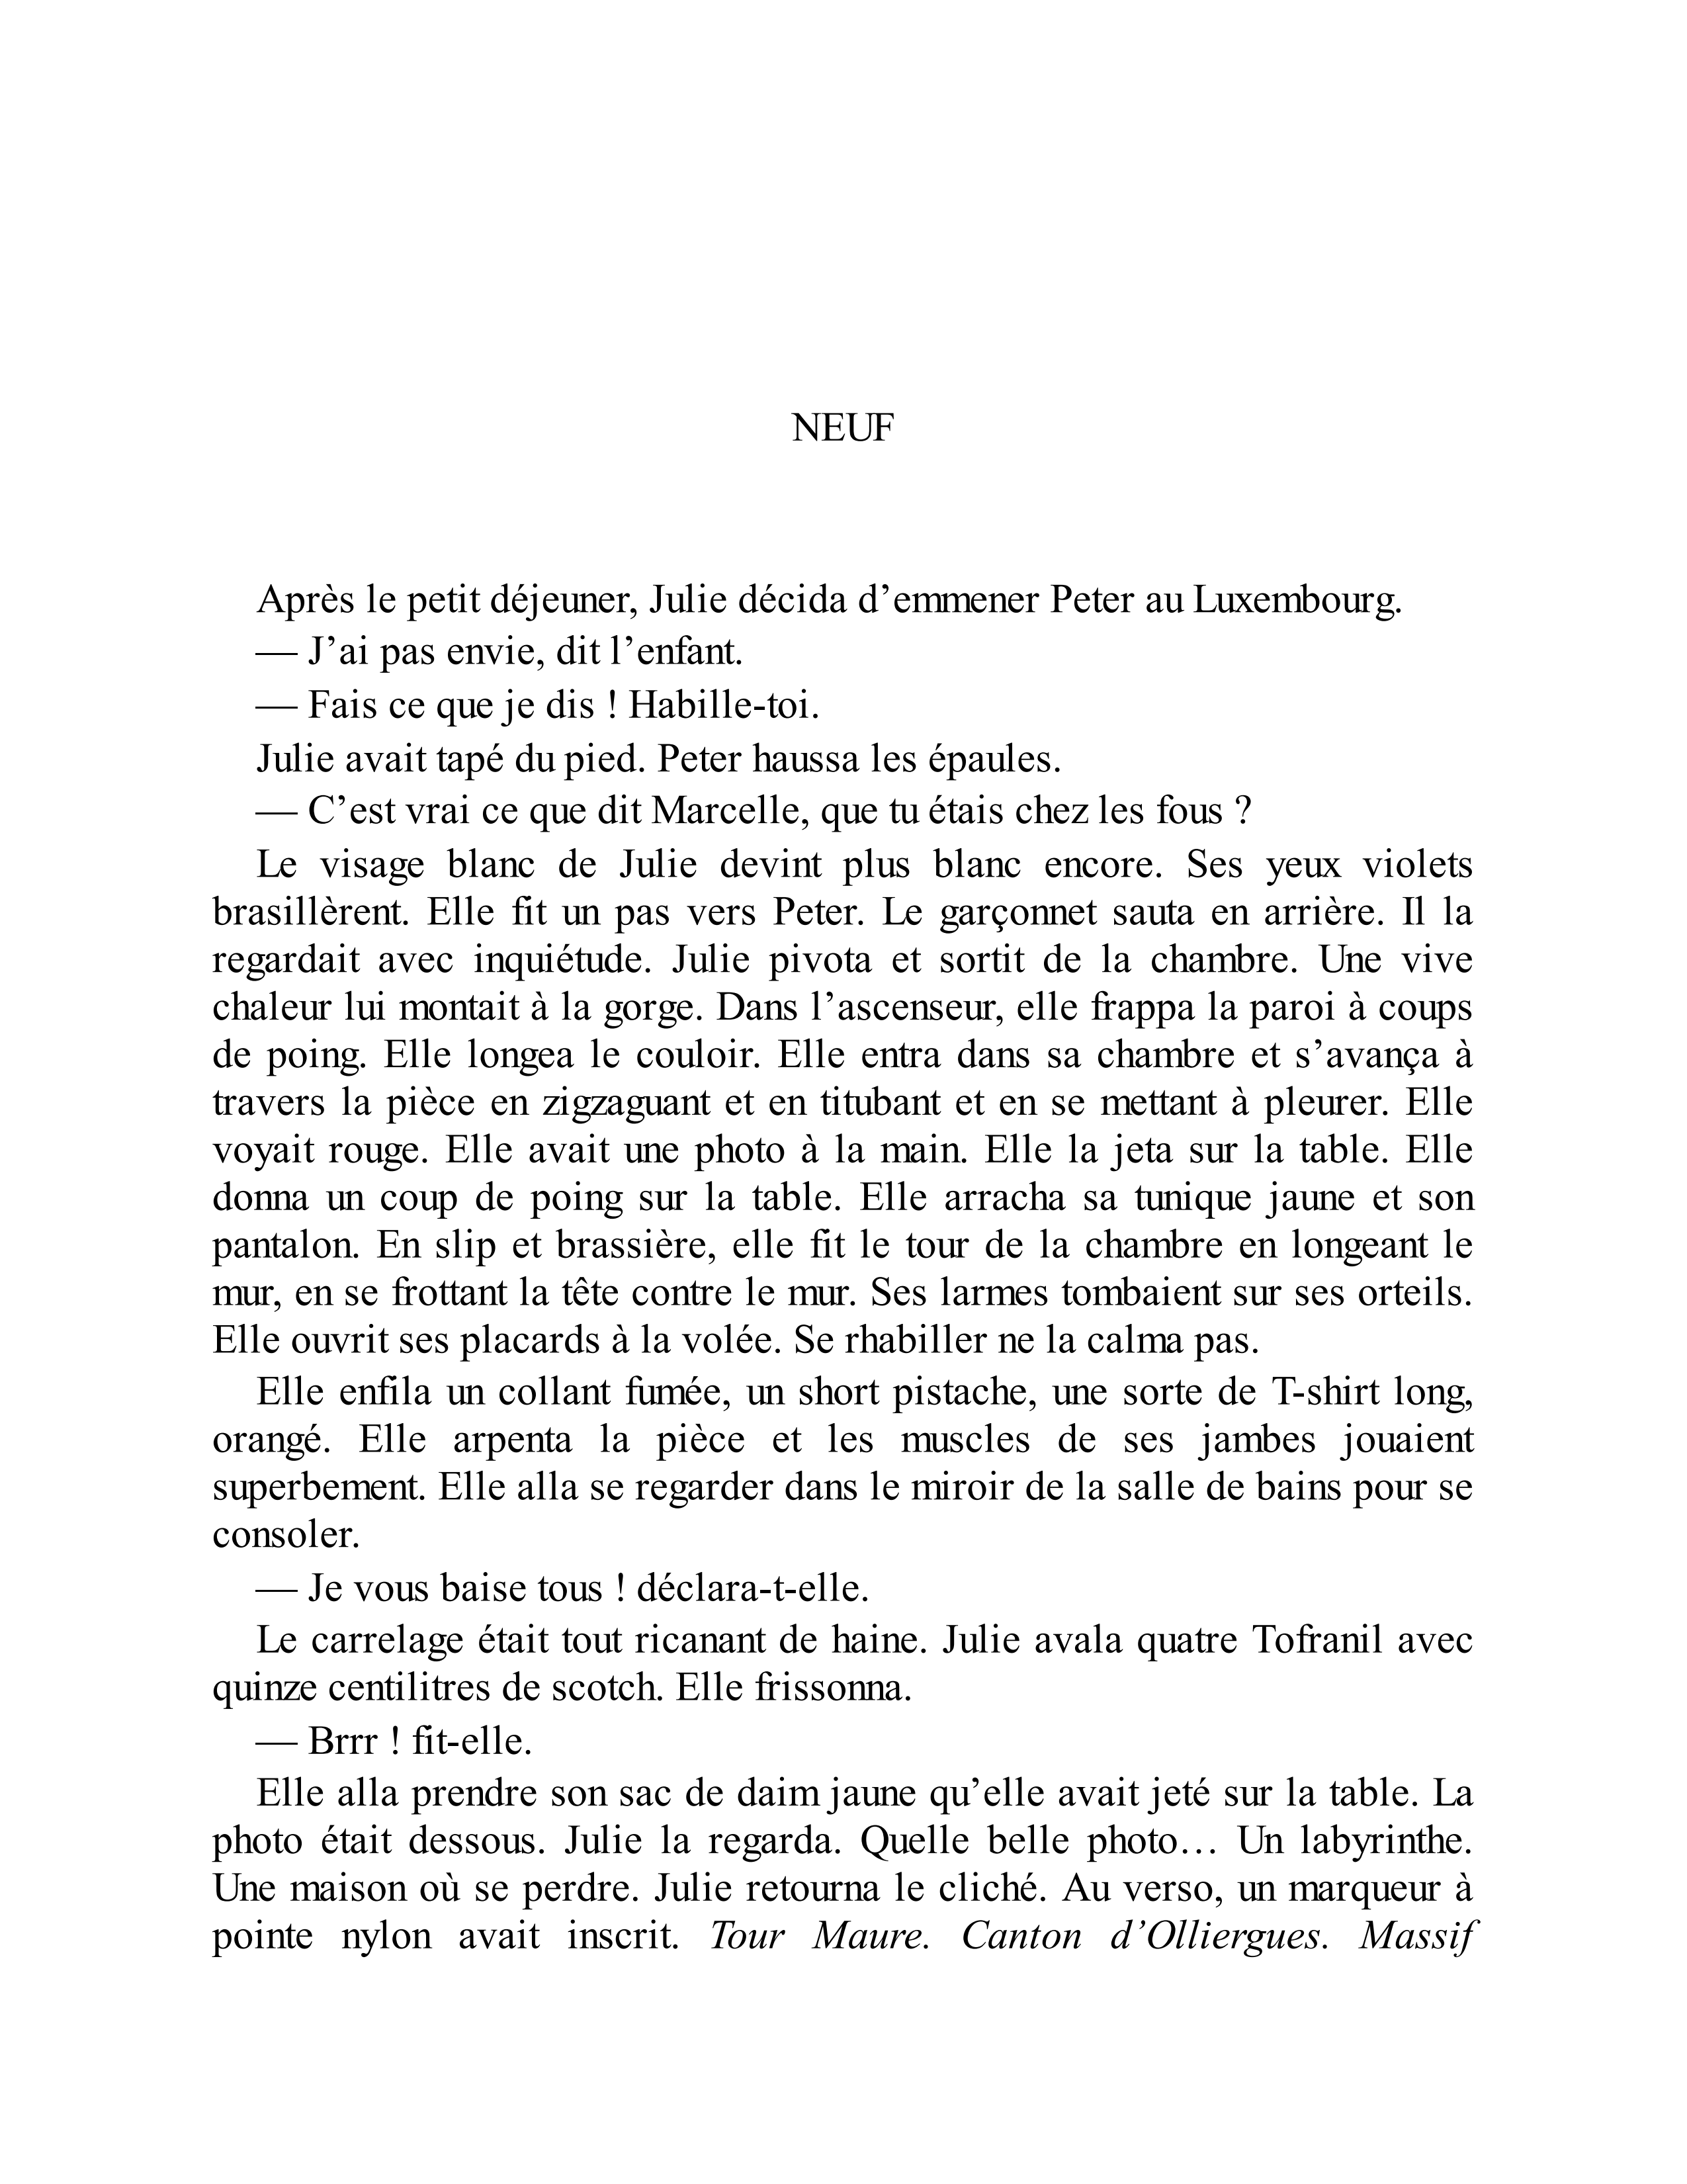 NEUF
Après le petit déjeuner, Julie décida d’emmener Peter au Luxembourg.
— J’ai pas envie, dit l’enfant.
— Fais ce que je dis ! Habille-toi.
Julie avait tapé du pied. Peter haussa les épaules.
— C’est vrai ce que dit Marcelle, que tu étais chez les fous ?
Le visage blanc de Julie devint plus blanc encore. Ses yeux violets
brasillèrent. Elle fit un pas vers Peter. Le garçonnet sauta en arrière. Il la
regardait avec inquiétude. Julie pivota et sortit de la chambre. Une vive
chaleur lui montait à la gorge. Dans l’ascenseur, elle frappa la paroi à coups
de poing. Elle longea le couloir. Elle entra dans sa chambre et s’avança à
travers la pièce en zigzaguant et en titubant et en se mettant à pleurer. Elle
voyait rouge. Elle avait une photo à la main. Elle la jeta sur la table. Elle
donna un coup de poing sur la table. Elle arracha sa tunique jaune et son
pantalon. En slip et brassière, elle fit le tour de la chambre en longeant le
mur, en se frottant la tête contre le mur. Ses larmes tombaient sur ses orteils.
Elle ouvrit ses placards à la volée. Se rhabiller ne la calma pas.
Elle enfila un collant fumée, un short pistache, une sorte de T-shirt long,
orangé. Elle arpenta la pièce et les muscles de ses jambes jouaient
superbement. Elle alla se regarder dans le miroir de la salle de bains pour se
consoler.
— Je vous baise tous ! déclara-t-elle.
Le carrelage était tout ricanant de haine. Julie avala quatre Tofranil avec
quinze centilitres de scotch. Elle frissonna.
— Brrr ! fit-elle.
Elle alla prendre son sac de daim jaune qu’elle avait jeté sur la table. La
photo était dessous. Julie la regarda. Quelle belle photo… Un labyrinthe.
Une maison où se perdre. Julie retourna le cliché. Au verso, un marqueur à
pointe nylon avait inscrit. Tour Maure. Canton d’Olliergues. Massif